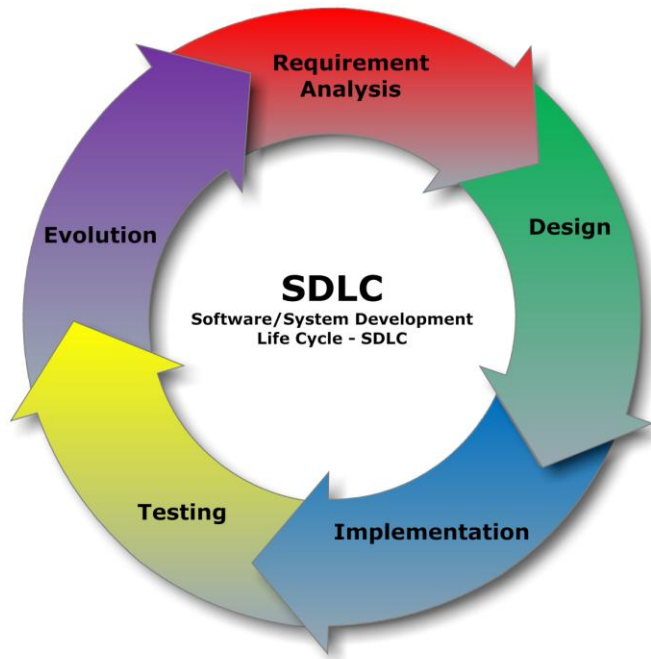 Requirement
Analysis
Design
Implementation
Testing
Evolution
SDLC
Software/System Development
Life Cycle - SDLC